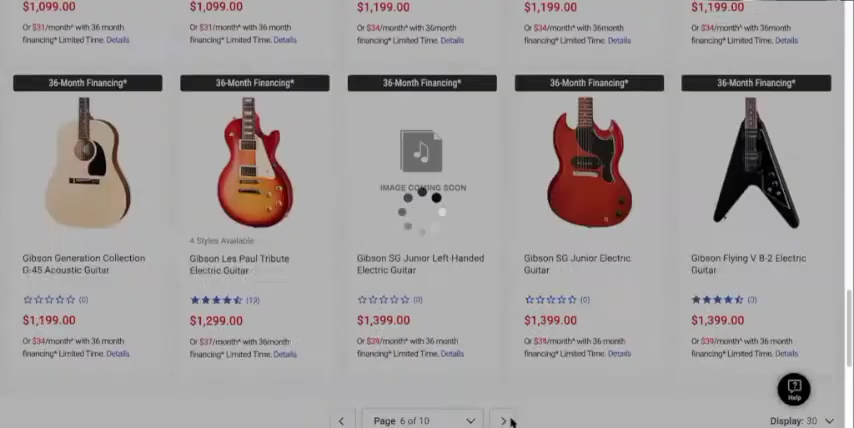 $1,099.00 $1,099.00 $1,199.00 $1,199.00 $1,199.00
Or $31/month* with 36 month Or $31/month* with 36 month Or $34/month* with 36month Or $34/month* with 36 month Or $34/month* with 36 month
financing* Limited Time. Details financing* Limited Time. Details financing* Limited Time. Details financing* Limited Time. Details financing* Limited Time. Details
36-Month Financing* 36-Month Financing* 36-Month Financing* 36-Month Financing* 36-Month Financing*
IMAGE COMING SOON
4 Styles Available
Gibson Generation Collection Gibson Les Paul Tribute Gibson SG Junior Left-Handed Gibson SG Junior Electric Gibson Flying V B-2 Electric
G-45 Acoustic Guitar Electric Guitar Electric Guitar Guitar Guitar
(0) (19) (0) (0) (3)
$1,199.00 $1,299.00 $1,399.00 $1,399.00 $1,399.00
Or $34/month* with 36 month Or $37/month* with 36month Or $39/month* with 36 month Or $39/month* with 36 month Or $39/month* with 36 month
financing* Limited Time. Details financing* Limited Time. Details financing* Limited Time. Details financing* Limited Time. Details financing* Limited Time. Details
Help
Page 6 of 10 Display: 30